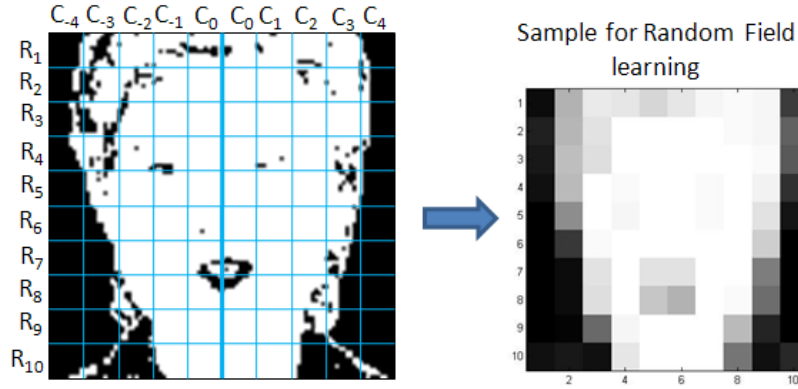 C-4 C-3 C-2 C-1 C0 C0 C1 C2 C3 C4
R1
R2
R3
R4
R5
R6
R7
R8
R9
R10
Sample for Random Field
learning
1
2
3
4
5
6
7
8
9
10
2 4 6 8 10